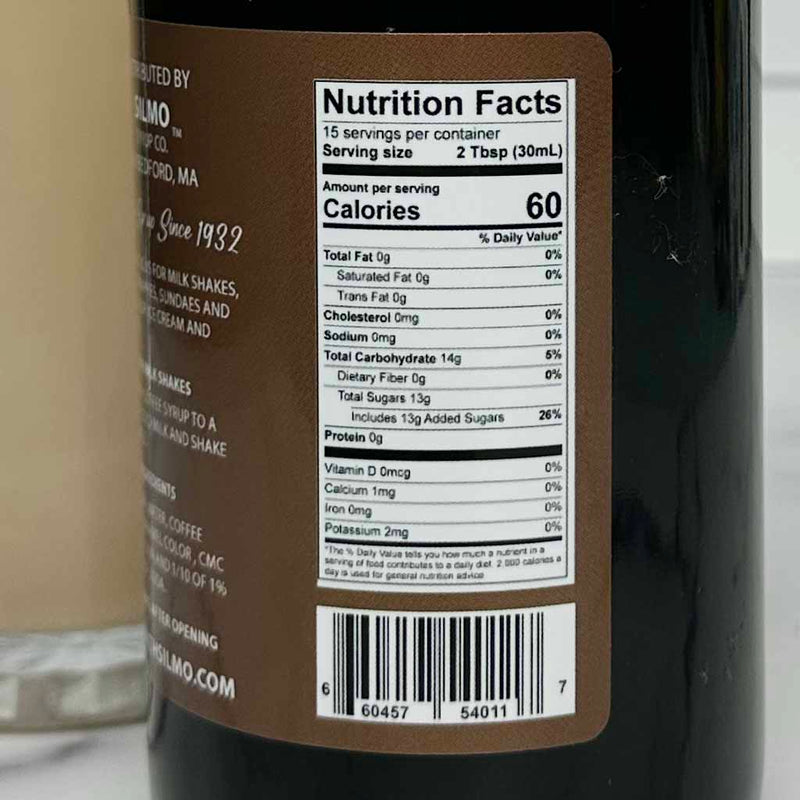 BY
SILMO
™
CO.
MA
Since 1932
FOR MILK SHAKES,
SUNDAES AND
ICE CREAM AND
SHAKES
SYRUP TO A
MILK AND SHAKE
COFFEE
COLOR, CMC
AND 1/10 OF 1%
AFTER OPENING
SILMO.COM
Nutrition Facts
15 servings per container
Serving size 2 Tbsp (30mL)
Amount per serving
Calories 60
% Daily Value*
Total Fat 0g 0%
Saturated Fat 0g 0%
Trans Fat 0g
Cholesterol 0mg 0%
Sodium 0mg 0%
Total Carbohydrate 14g 5%
Dietary Fiber 0g 0%
Total Sugars 13g
Includes 13g Added Sugars 26%
Protein 0g
Vitamin D 0mcg 0%
Calcium 1mg 0%
Iron 0mg 0%
Potassium 2mg 0%
*The % Daily Value tells you how much a nutrient in a
serving of food contributes to a daily diet. 2,000 calories a
day is used for general nutrition advice
6 60457 54011 7